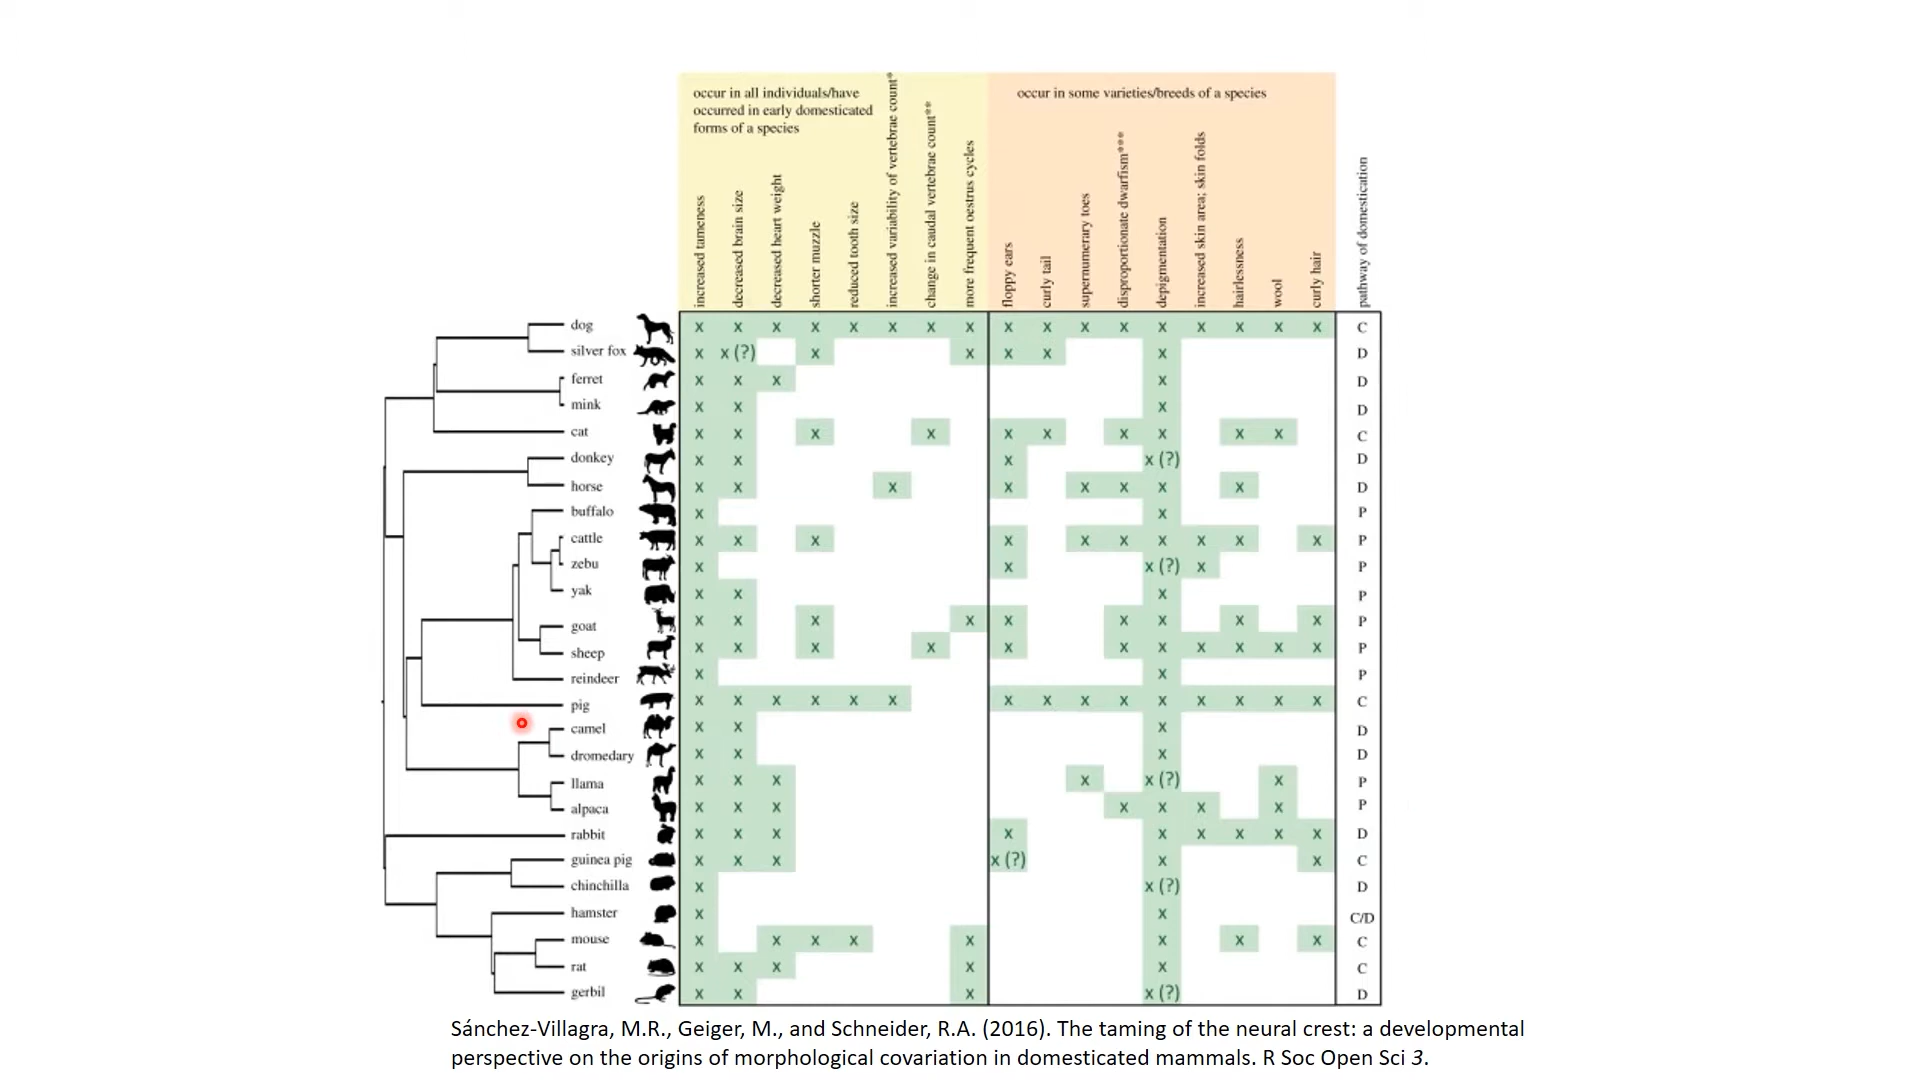 occur in all individuals/have
occurred in early domesticated
forms of a species
occur in some varieties/breeds of a species
increased tameness
decreased brain size
decreased heart weight
shorter muzzle
reduced tooth size
increased variability of vertebrae count*
change in caudal vertebrae count**
more frequent oestrus cycles
floppy ears
curly tail
supernumerary toes
disproportionate dwarfism***
depigmentation
increased skin area; skin folds
hairlessness
wool
curly hair
pathway of domestication
dog x x x x x x x x x x x x x x x x x C
silver fox x x (?) x x x x x D
ferret x x x x D
mink x x x D
cat x x x x x x x x x x C
donkey x x x x (?) D
horse x x x x x x x x D
buffalo x x P
cattle x x x x x x x x x x P
zebu x x x (?) x P
yak x x x P
goat x x x x x x x x x P
sheep x x x x x x x x x x x P
reindeer x x P
pig x x x x x x x x x x x x x x x C
camel x x x D
dromedary x x x D
llama x x x x x (?) x P
alpaca x x x x x x x P
rabbit x x x x x x x x x D
guinea pig x x x x (?) x x C
chinchilla x x (?) D
hamster x x C/D
mouse x x x x x x x x C
rat x x x x x C
gerbil x x x x (?) D
Sánchez-Villagra, M.R., Geiger, M., and Schneider, R.A. (2016). The taming of the neural crest: a developmental
perspective on the origins of morphological covariation in domesticated mammals. R Soc Open Sci 3.